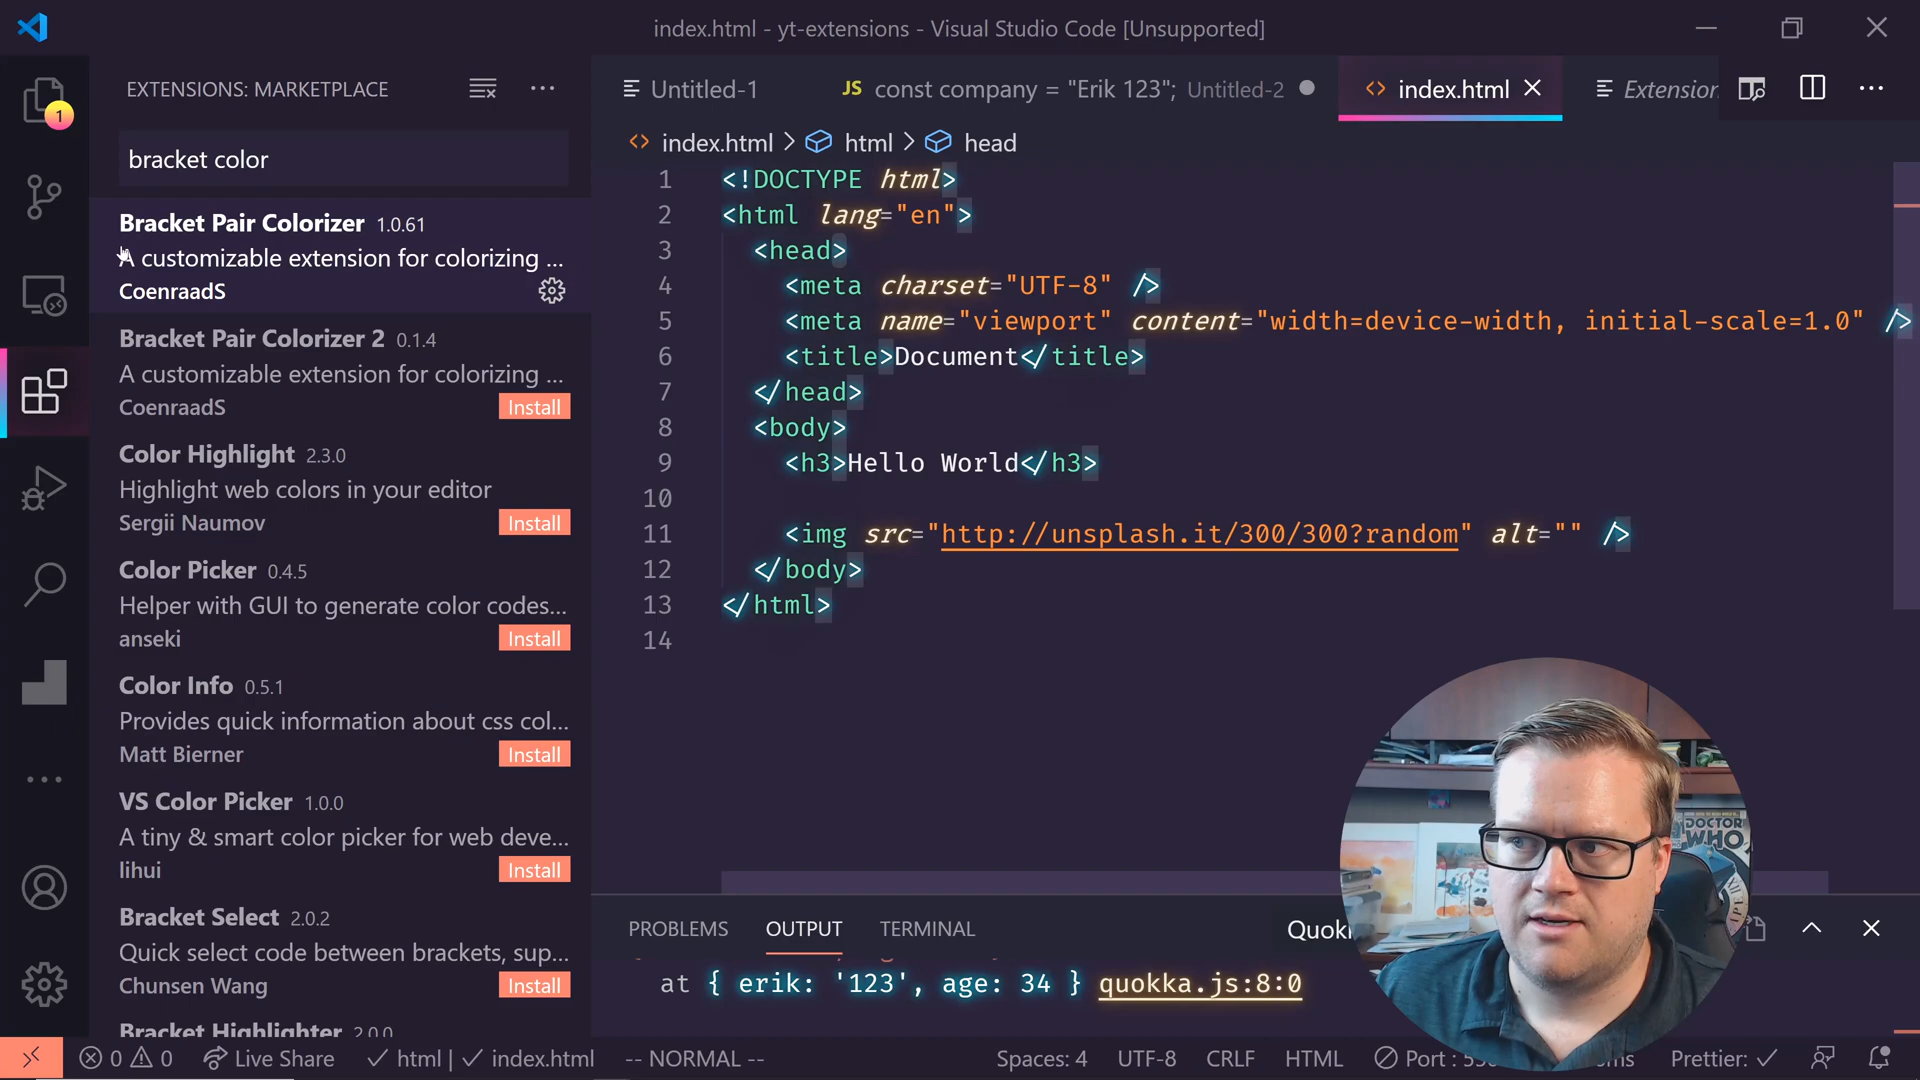 index.html - yt-extensions - Visual Studio Code [Unsupported]
1
EXTENSIONS: MARKETPLACE
bracket color
Bracket Pair Colorizer 1.0.61
A customizable extension for colorizing ...
CoenraadS
Bracket Pair Colorizer 2 0.1.4
A customizable extension for colorizing ...
CoenraadS Install
Color Highlight 2.3.0
Highlight web colors in your editor
Sergii Naumov Install
Color Picker 0.4.5
Helper with GUI to generate color codes...
anseki Install
Color Info 0.5.1
Provides quick information about css col...
Matt Bierner Install
VS Color Picker 1.0.0
A tiny & smart color picker for web deve...
lihui Install
Bracket Select 2.0.2
Quick select code between brackets, sup...
Chunsen Wang Install
Bracket Highlighter 2.0.0
Untitled-1 JS const company = "Erik 123"; Untitled-2 index.html Extension
index.html > html > head
1 <!DOCTYPE html>
2 <html lang="en">
3 <head>
4 <meta charset="UTF-8" />
5 <meta name="viewport" content="width=device-width, initial-scale=1.0" />
6 <title>Document</title>
7 </head>
8 <body>
9 <h3>Hello World</h3>
10
11 <img src="http://unsplash.it/300/300?random" alt="" />
12 </body>
13 </html>
14
DOCTOR
WHO
PROBLEMS OUTPUT TERMINAL
at { erik: '123', age: 34 } quokka.js:8:0
0 0 Live Share html | index.html -- NORMAL -- Spaces: 4 UTF-8 CRLF HTML Port : Prettier: